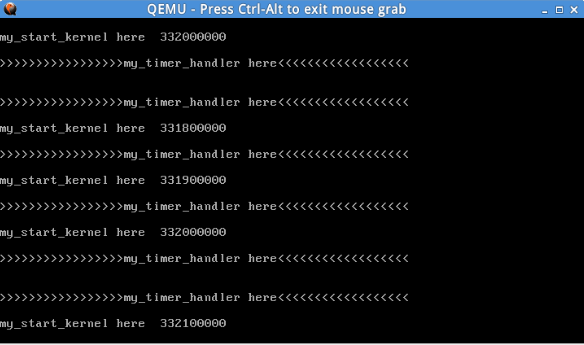 QEMU - Press Ctrl-Alt to exit mouse grab
my_start_kernel here  332000000
>>>>>>>>>>>>>>>>>my_timer_handler here<<<<<<<<<<<<<<<<<<
>>>>>>>>>>>>>>>>>my_timer_handler here<<<<<<<<<<<<<<<<<<
my_start_kernel here  331800000
>>>>>>>>>>>>>>>>>my_timer_handler here<<<<<<<<<<<<<<<<<<
my_start_kernel here  331900000
>>>>>>>>>>>>>>>>>my_timer_handler here<<<<<<<<<<<<<<<<<<
my_start_kernel here  332000000
>>>>>>>>>>>>>>>>>my_timer_handler here<<<<<<<<<<<<<<<<<<
>>>>>>>>>>>>>>>>>my_timer_handler here<<<<<<<<<<<<<<<<<<
my_start_kernel here  332100000